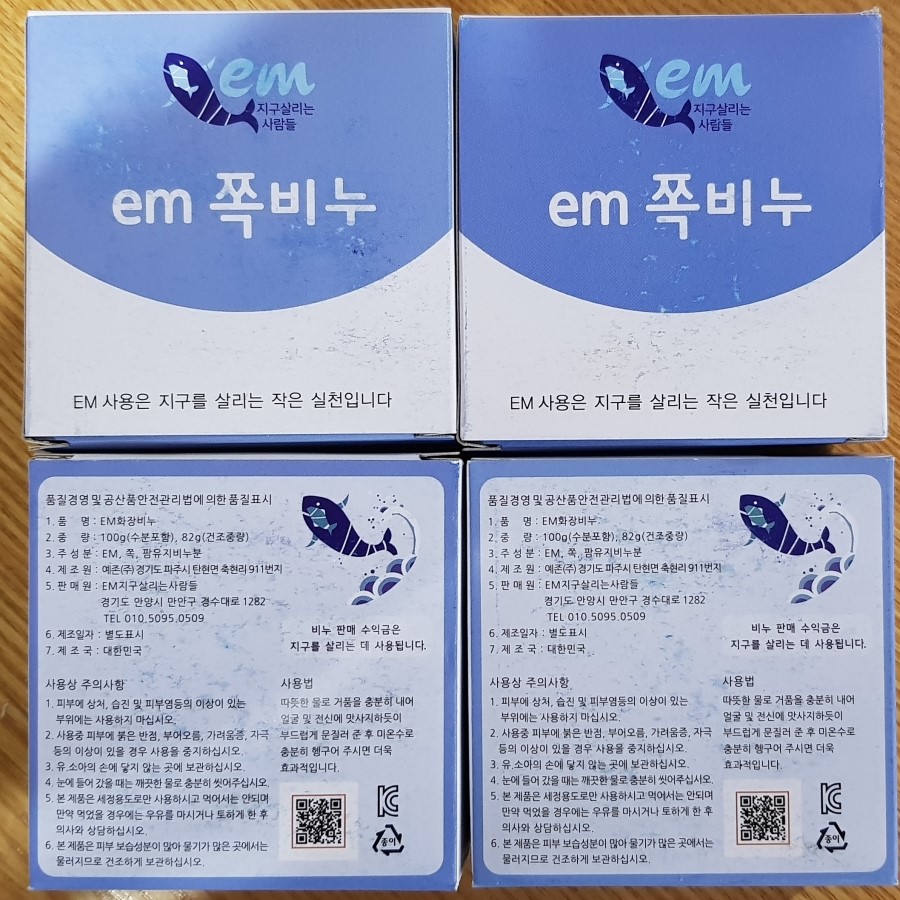 em
지구살리는
사람들
em 쪽비누
EM 사용은 지구를 살리는 작은 실천입니다
em
지구살리는
사람들
em 쪽비누
EM 사용은 지구를 살리는 작은 실천입니다
품질경영 및 공산품안전관리법에 의한 품질표시
1. 품 명 : EM화장비누
2. 중 량 : 100g(수분포함), 82g(건조중량)
3. 주 성 분 : EM, 쪽, 팜유지비누분
4. 제 조 원 : 예존(주) 경기도 파주시 탄현면 축현리 911번지
5. 판 매 원 : EM지구살리는사람들
경기도 안양시 만안구 경수대로 1282
TEL 010.5095.0509
6. 제조일자 : 별도표시
7. 제 조 국 : 대한민국
비누 판매 수익금은
지구를 살리는 데 사용됩니다.
사용상 주의사항
1. 피부에 상처, 습진 및 피부염등의 이상이 있는
부위에는 사용하지 마십시오.
2. 사용중 피부에 붉은 반점, 부어오름, 가려움증, 자극
등의 이상이 있을 경우 사용을 중지하십시오.
3. 유.소아의 손에 닿지 않는 곳에 보관하십시오.
4. 눈에 들어 갔을 때는 깨끗한 물로 충분히 씻어주십시오.
5. 본 제품은 세정용도로만 사용하시고 먹어서는 안되며
만약 먹었을 경우에는 우유를 마시거나 토하게 한 후
의사와 상담하십시오.
6. 본 제품은 피부 보습성분이 많아 물기가 많은 곳에서는
물러지므로 건조하게 보관하십시오.
사용법
따뜻한 물로 거품을 충분히 내어
얼굴 및 전신에 맛사지하듯이
부드럽게 문질러 준 후 미온수로
충분히 헹구어 주시면 더욱
효과적입니다.
종이
품질경영 및 공산품안전관리법에 의한 품질표시
1. 품 명 : EM화장비누
2. 중 량 : 100g(수분포함), 82g(건조중량)
3. 주 성 분 : EM, 쪽, 팜유지비누분
4. 제 조 원 : 예존(주) 경기도 파주시 탄현면 축현리 911번지
5. 판 매 원 : EM지구살리는사람들
경기도 안양시 만안구 경수대로 1282
TEL 010.5095.0509
6. 제조일자 : 별도표시
7. 제 조 국 : 대한민국
비누 판매 수익금은
지구를 살리는 데 사용됩니다.
사용상 주의사항
1. 피부에 상처, 습진 및 피부염등의 이상이 있는
부위에는 사용하지 마십시오.
2. 사용중 피부에 붉은 반점, 부어오름, 가려움증, 자극
등의 이상이 있을 경우 사용을 중지하십시오.
3. 유.소아의 손에 닿지 않는 곳에 보관하십시오.
4. 눈에 들어 갔을 때는 깨끗한 물로 충분히 씻어주십시오.
5. 본 제품은 세정용도로만 사용하시고 먹어서는 안되며
만약 먹었을 경우에는 우유를 마시거나 토하게 한 후
의사와 상담하십시오.
6. 본 제품은 피부 보습성분이 많아 물기가 많은 곳에서는
물러지므로 건조하게 보관하십시오.
사용법
따뜻한 물로 거품을 충분히 내어
얼굴 및 전신에 맛사지하듯이
부드럽게 문질러 준 후 미온수로
충분히 헹구어 주시면 더욱
효과적입니다.
종이